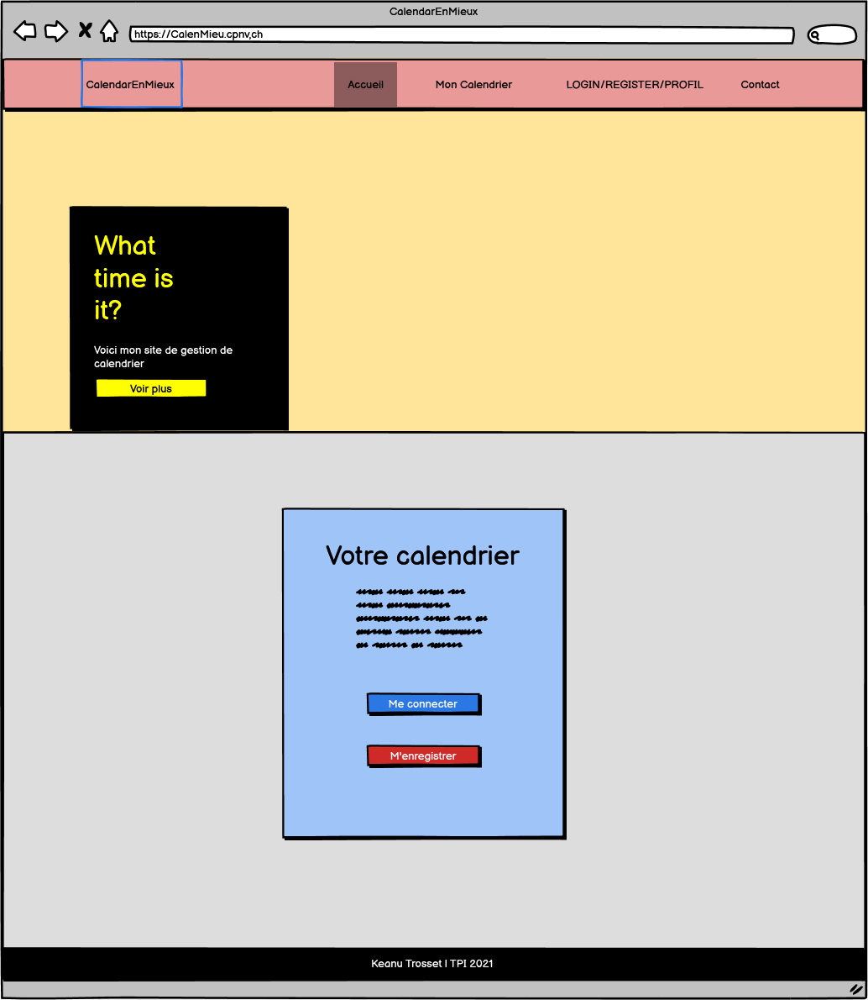 CalendarEnMieux
https://CalenMieu.cpnv,ch
CalendarEnMieux
Accueil
Mon Calendrier
LOGIN/REGISTER/PROFIL
Contact
What
time is
it?
Voici mon site de gestion de
calendrier
Voir plus
Votre calendrier
Me connecter
M'enregistrer
Keanu Trosset | TPI 2021